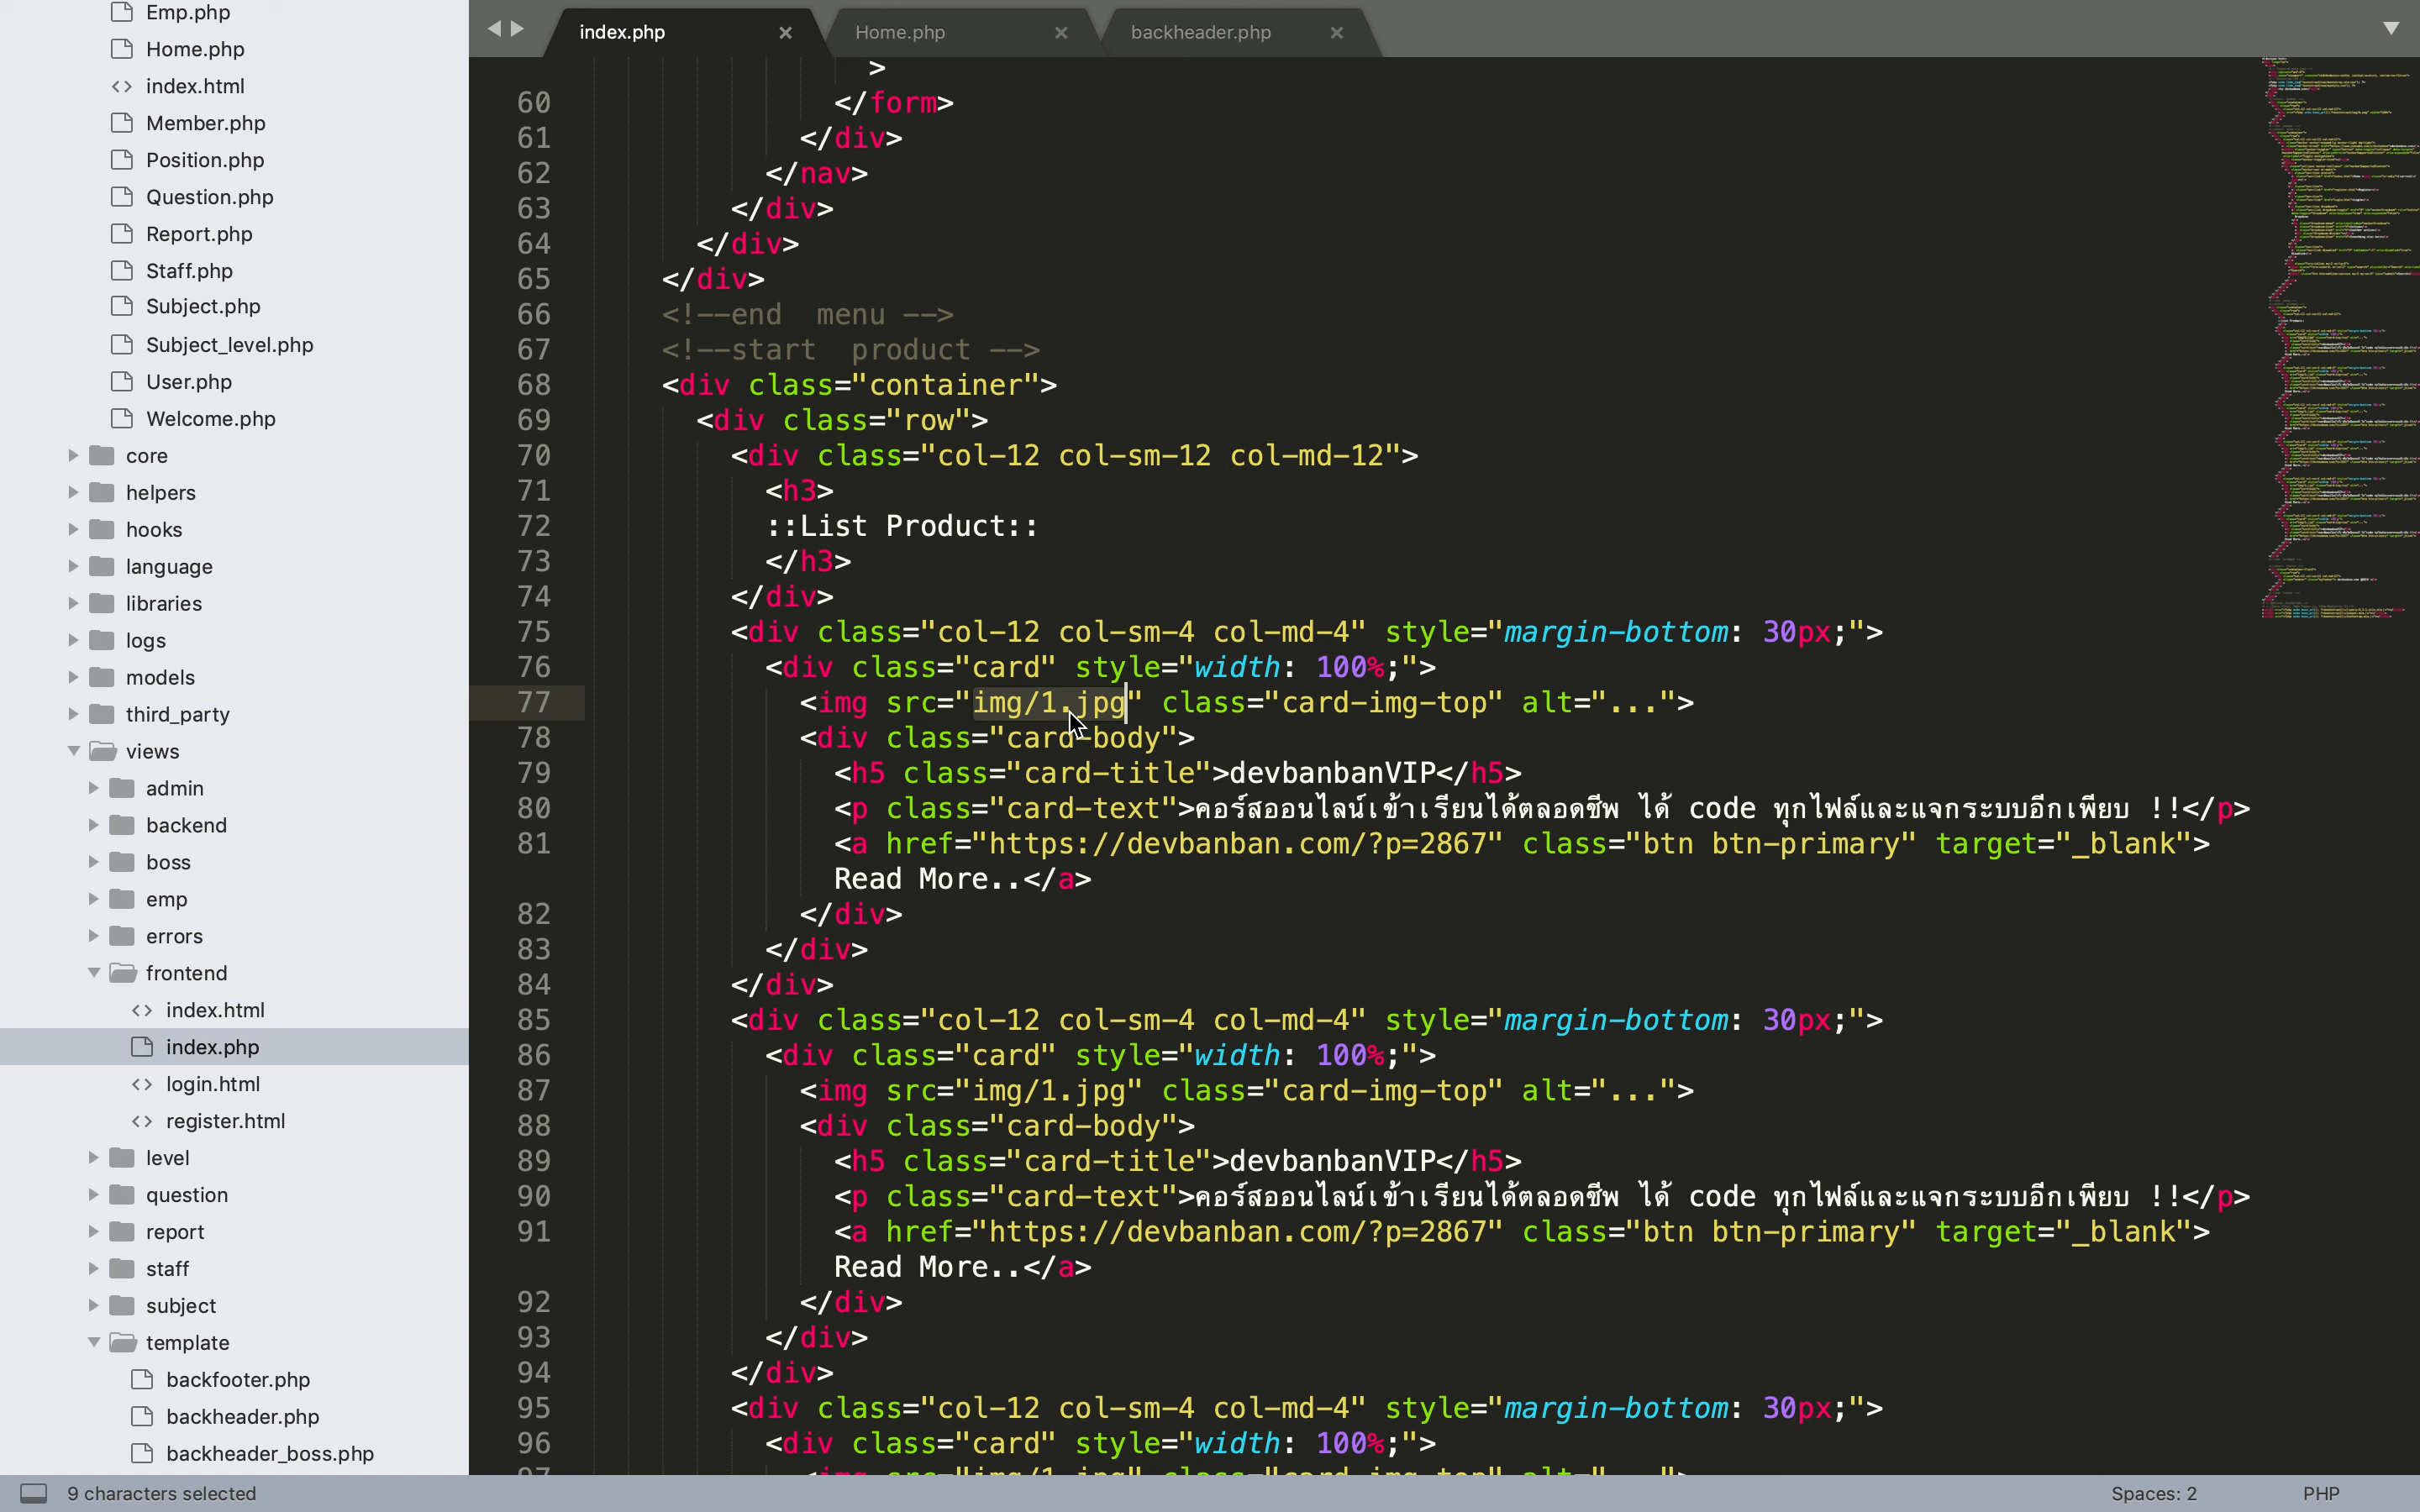 Emp.php
Home.php
index.html
Member.php
Position.php
Question.php
Report.php
Staff.php
Subject.php
Subject_level.php
User.php
Welcome.php
core
helpers
hooks
language
libraries
logs
models
third_party
views
admin
backend
boss
emp
errors
frontend
index.html
index.php
login.html
register.html
level
question
report
staff
subject
template
backfooter.php
backheader.php
backheader_boss.php
index.php
Home.php
backheader.php
>
60 </form>
61 </div>
62 </nav>
63 </div>
64 </div>
65 </div>
66 <!--end  menu -->
67 <!--start  product -->
68 <div class="container">
69 <div class="row">
70 <div class="col-12 col-sm-12 col-md-12">
71 <h3>
72 ::List Product::
73 </h3>
74 </div>
75 <div class="col-12 col-sm-4 col-md-4" style="margin-bottom: 30px;">
76 <div class="card" style="width: 100%;">
77 <img src="img/1.jpg" class="card-img-top" alt="...">
78 <div class="card-body">
79 <h5 class="card-title">devbanbanVIP</h5>
80 <p class="card-text">คอร์สออนไลน์เข้าเรียนได้ตลอดชีพ ได้ code ทุกไฟล์และแจกระบบอีกเพียบ !!</p>
81 <a href="https://devbanban.com/?p=2867" class="btn btn-primary" target="_blank">
Read More..</a>
82 </div>
83 </div>
84 </div>
85 <div class="col-12 col-sm-4 col-md-4" style="margin-bottom: 30px;">
86 <div class="card" style="width: 100%;">
87 <img src="img/1.jpg" class="card-img-top" alt="...">
88 <div class="card-body">
89 <h5 class="card-title">devbanbanVIP</h5>
90 <p class="card-text">คอร์สออนไลน์เข้าเรียนได้ตลอดชีพ ได้ code ทุกไฟล์และแจกระบบอีกเพียบ !!</p>
91 <a href="https://devbanban.com/?p=2867" class="btn btn-primary" target="_blank">
Read More..</a>
92 </div>
93 </div>
94 </div>
95 <div class="col-12 col-sm-4 col-md-4" style="margin-bottom: 30px;">
96 <div class="card" style="width: 100%;">
97 <img src="img/1.jpg" class="card-img-top" alt="...">
9 characters selected
Spaces: 2
PHP